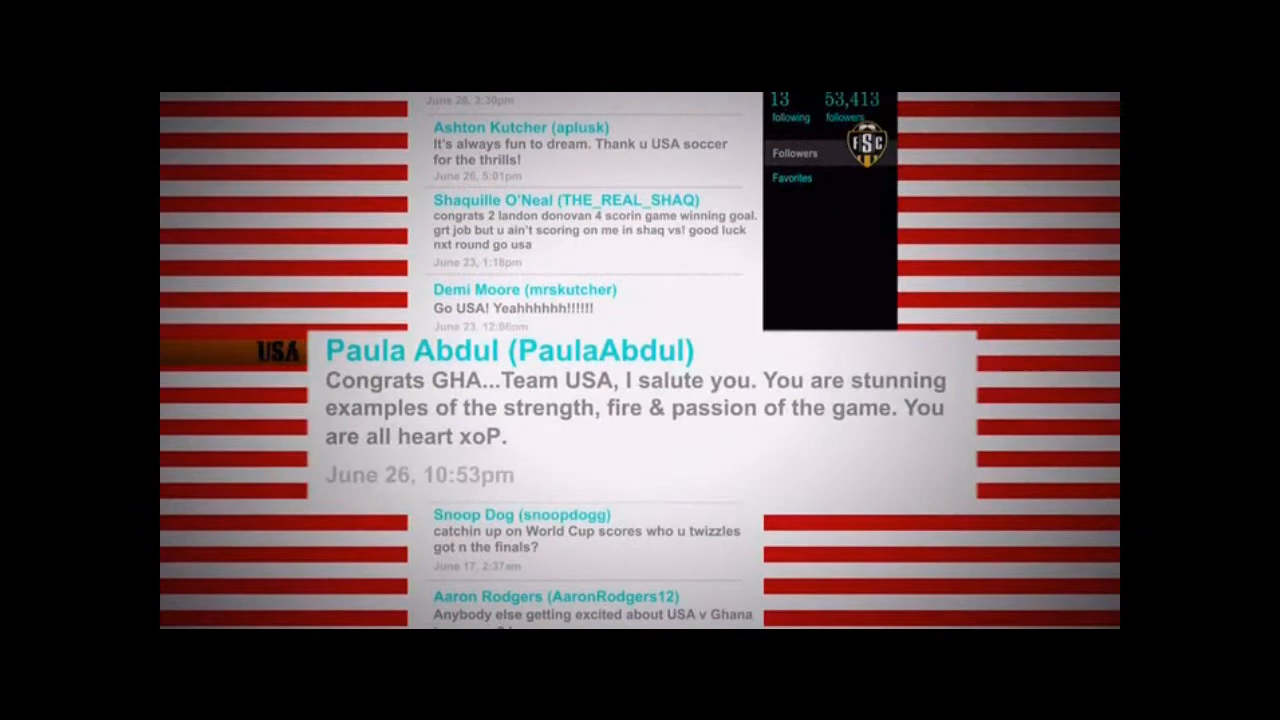 June 26, 3:30pm
13 53,413
following followers
Ashton Kutcher (aplusk)
It's always fun to dream. Thank u USA soccer
for the thrills!
June 26, 5:01pm
FSC
Followers
Favorites
Shaquille O'Neal (THE_REAL_SHAQ)
congrats 2 landon donovan 4 scorin game winning goal.
grt job but u ain't scoring on me in shaq vs! good luck
nxt round go usa
June 23, 1:18pm
Demi Moore (mrskutcher)
Go USA! Yeahhhhhh!!!!!!
June 23, 12:06pm
USA
Paula Abdul (PaulaAbdul)
Congrats GHA...Team USA, I salute you. You are stunning
examples of the strength, fire & passion of the game. You
are all heart xoP.
June 26, 10:53pm
Snoop Dog (snoopdogg)
catchin up on World Cup scores who u twizzles
got n the finals?
June 17, 2:37am
Aaron Rodgers (AaronRodgers12)
Anybody else getting excited about USA v Ghana